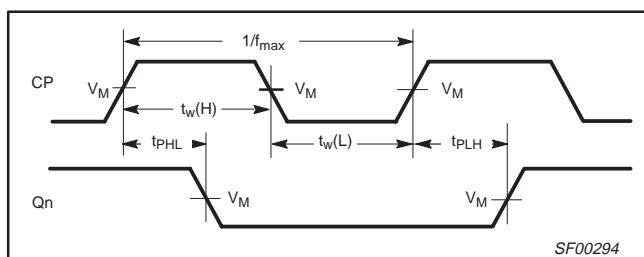 1/fmax
CP
VM VM VM
tw(H)
tPHL tw(L) tPLH
Qn
VM VM
SF00294